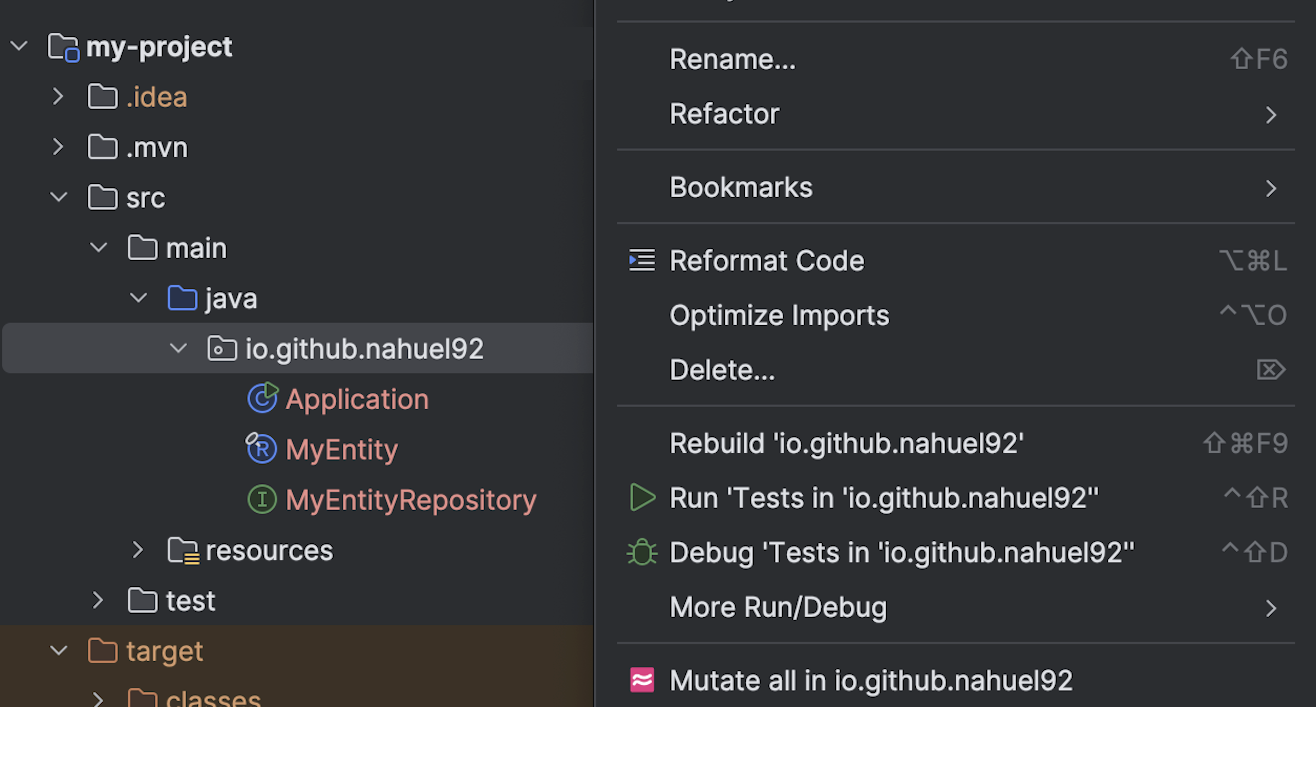 my-project
.idea
.mvn
src
main
java
io.github.nahuel92
Application
MyEntity
MyEntityRepository
resources
test
target
classes
Rename... ⇧F6
Refactor
Bookmarks
Reformat Code ⌥⌘L
Optimize Imports ^⌥O
Delete... ⌦
Rebuild 'io.github.nahuel92' ⇧⌘F9
Run 'Tests in 'io.github.nahuel92'' ^⇧R
Debug 'Tests in 'io.github.nahuel92'' ^⇧D
More Run/Debug
Mutate all in io.github.nahuel92